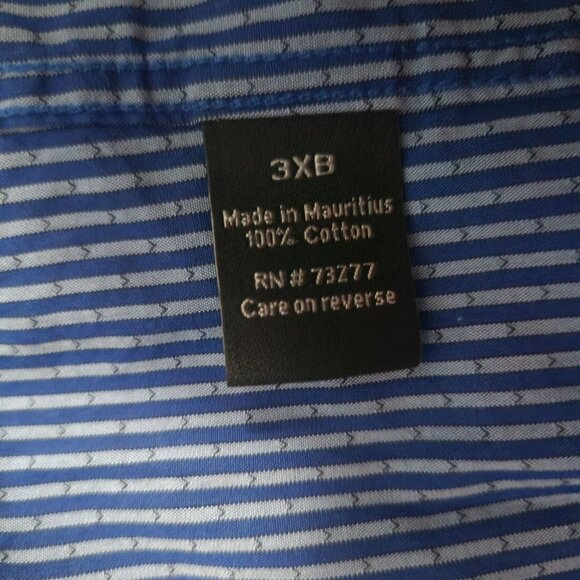 3XB
Made in Mauritius
100% Cotton
RN # 73277
Care on reverse